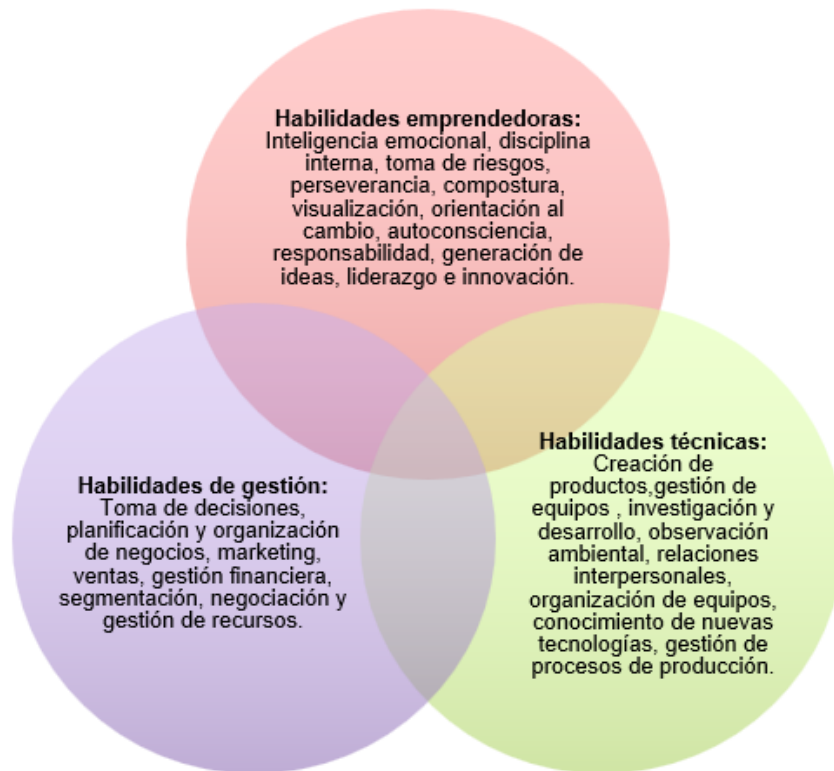 Habilidades emprendedoras:
Inteligencia emocional, disciplina
interna, toma de riesgos,
perseverancia, compostura,
visualización, orientación al
cambio, autoconsciencia,
responsabilidad, generación de
ideas, liderazgo e innovación.
Habilidades de gestión:
Toma de decisiones,
planificación y organización
de negocios, marketing,
ventas, gestión financiera,
segmentación, negociación y
gestión de recursos.
Habilidades técnicas:
Creación de
productos,gestión de
equipos , investigación y
desarrollo, observación
ambiental, relaciones
interpersonales,
organización de equipos,
conocimiento de nuevas
tecnologías, gestión de
procesos de producción.